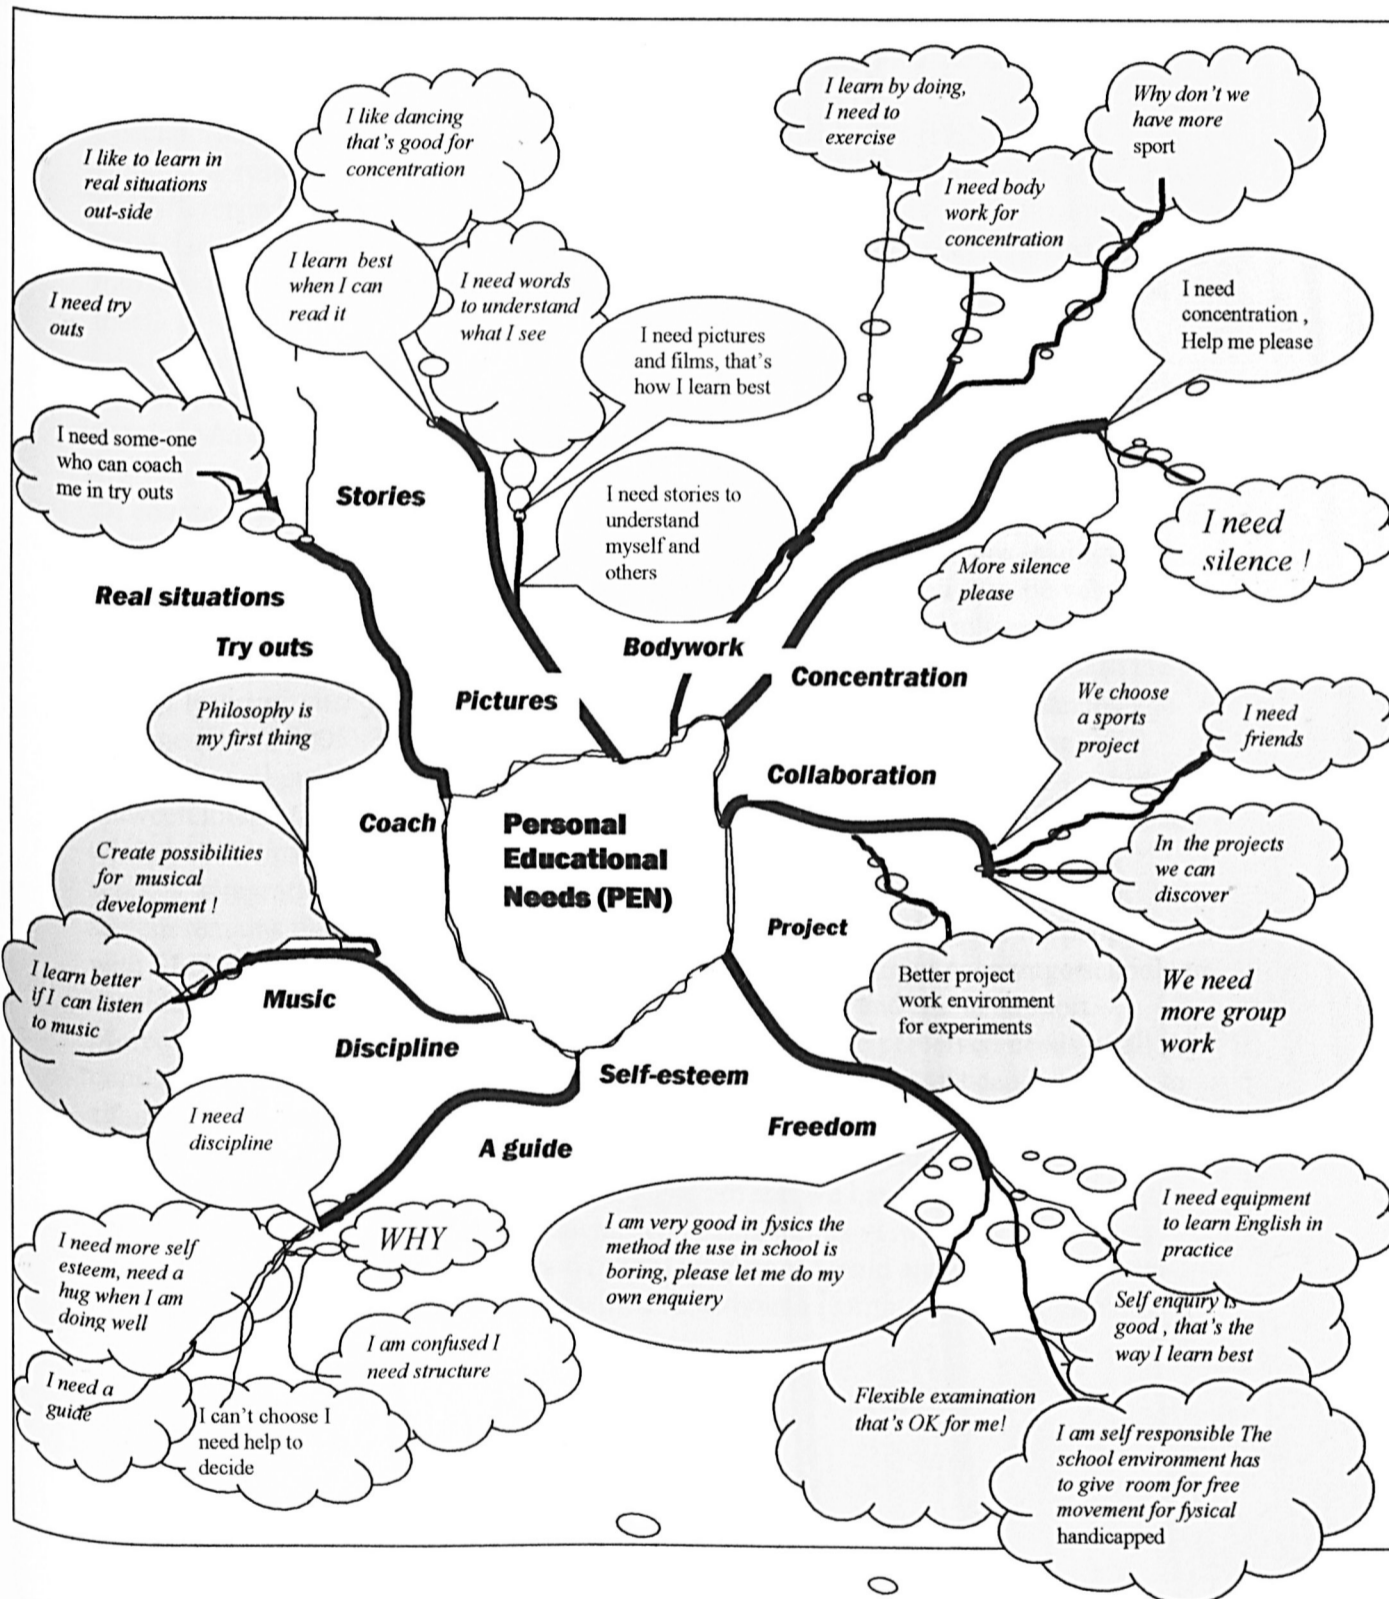 I like to learn in
real situations
out-side
I like dancing
that's good for
concentration
I need try
outs
I learn best
when I can
read it
I need words
to understand
what I see
I need pictures
and films, that's
how I learn best
I need some-one
who can coach
me in try outs
I need stories to
understand
myself and
others
I learn by doing,
I need to
exercise
Why don't we
have more
sport
I need body
work for
concentration
I need
concentration ,
Help me please
I need
silence !
More silence
please
Stories
Real situations
Try outs
Pictures
Bodywork
Concentration
Philosophy is
my first thing
Coach
Personal
Educational
Needs (PEN)
Collaboration
We choose
a sports
project
I need
friends
In the projects
we can
discover
Create possibilities
for musical
development !
I learn better
if I can listen
to music
Music
Discipline
Project
Better project
work environment
for experiments
We need
more group
work
Self-esteem
Freedom
A guide
I need
discipline
I need more self
esteem, need a
hug when I am
doing well
WHY
I am confused I
need structure
I need a
guide
I can't choose I
need help to
decide
I am very good in fysics the
method the use in school is
boring, please let me do my
own enquiery
I need equipment
to learn English in
practice
Self enquiry is
good , that's the
way I learn best
Flexible examination
that's OK for me!
I am self responsible The
school environment has
to give room for free
movement for fysical
handicapped